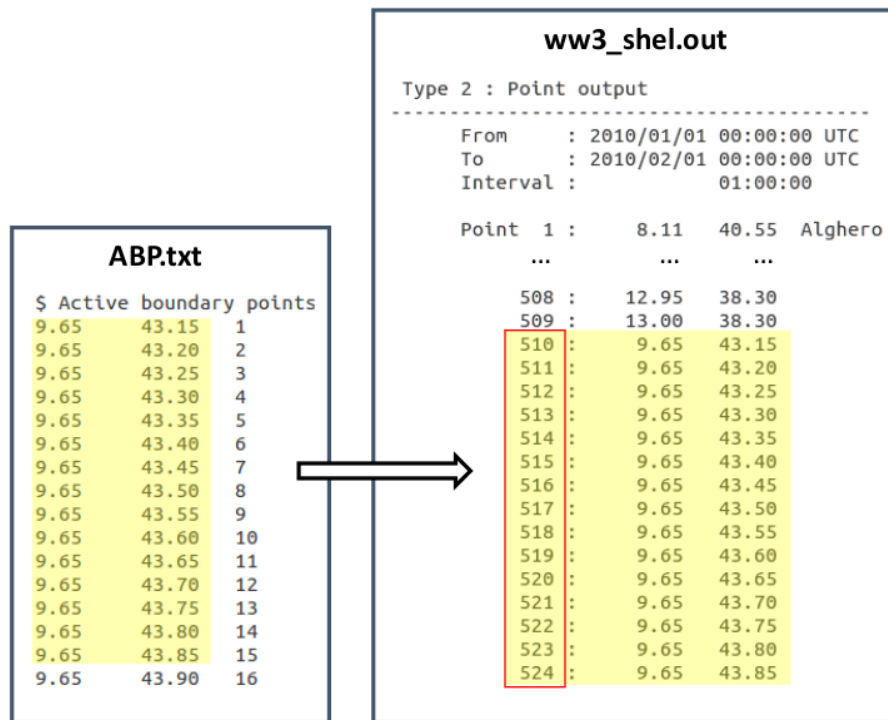 ABP.txt
$ Active boundary points
9.65 43.15 1
9.65 43.20 2
9.65 43.25 3
9.65 43.30 4
9.65 43.35 5
9.65 43.40 6
9.65 43.45 7
9.65 43.50 8
9.65 43.55 9
9.65 43.60 10
9.65 43.65 11
9.65 43.70 12
9.65 43.75 13
9.65 43.80 14
9.65 43.85 15
9.65 43.90 16
ww3_shel.out
Type 2 : Point output
-----------------------------------------
From : 2010/01/01 00:00:00 UTC
To : 2010/02/01 00:00:00 UTC
Interval : 01:00:00
Point 1 : 8.11 40.55 Alghero
... ... ...
508 : 12.95 38.30
509 : 13.00 38.30
510 : 9.65 43.15
511 : 9.65 43.20
512 : 9.65 43.25
513 : 9.65 43.30
514 : 9.65 43.35
515 : 9.65 43.40
516 : 9.65 43.45
517 : 9.65 43.50
518 : 9.65 43.55
519 : 9.65 43.60
520 : 9.65 43.65
521 : 9.65 43.70
522 : 9.65 43.75
523 : 9.65 43.80
524 : 9.65 43.85